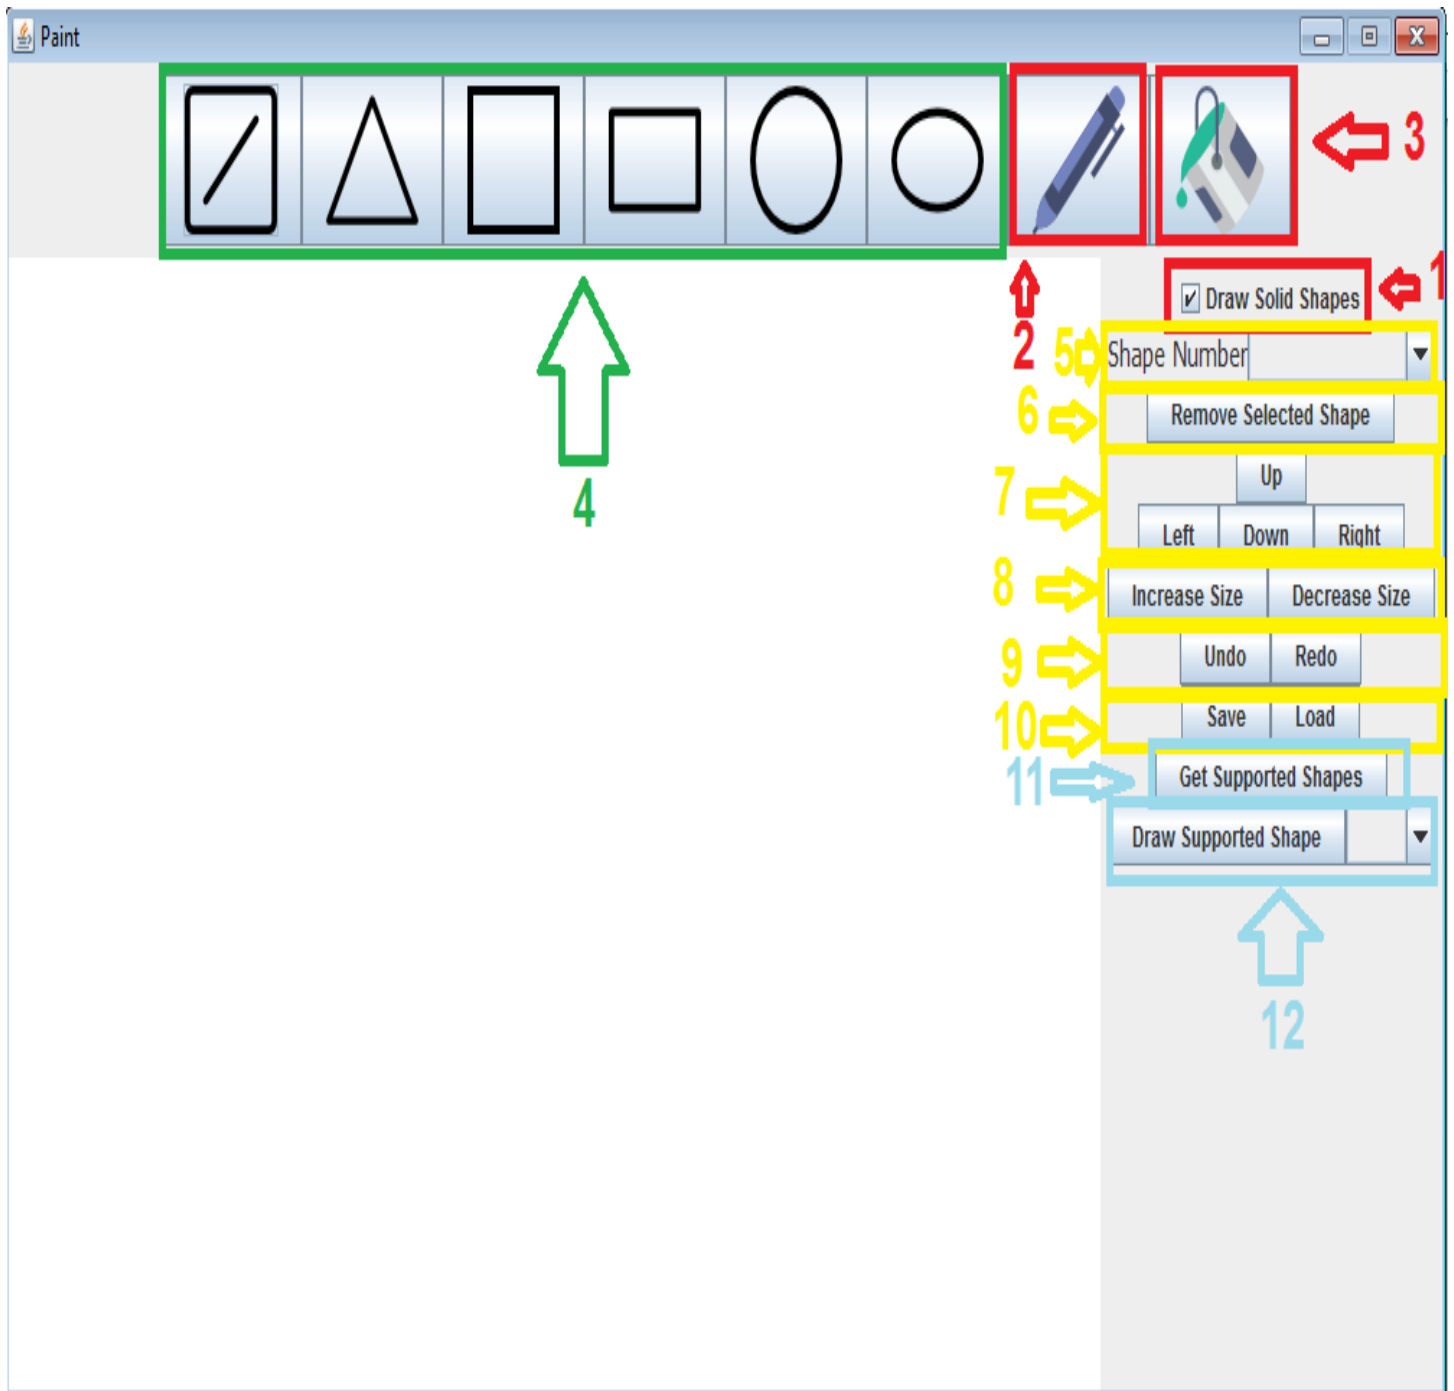 Paint
3
Draw Solid Shapes
1
2
5
Shape Number
6
Remove Selected Shape
4
7
Up
Left Down Right
8
Increase Size Decrease Size
9
Undo Redo
10
Save Load
11
Get Supported Shapes
Draw Supported Shape
12